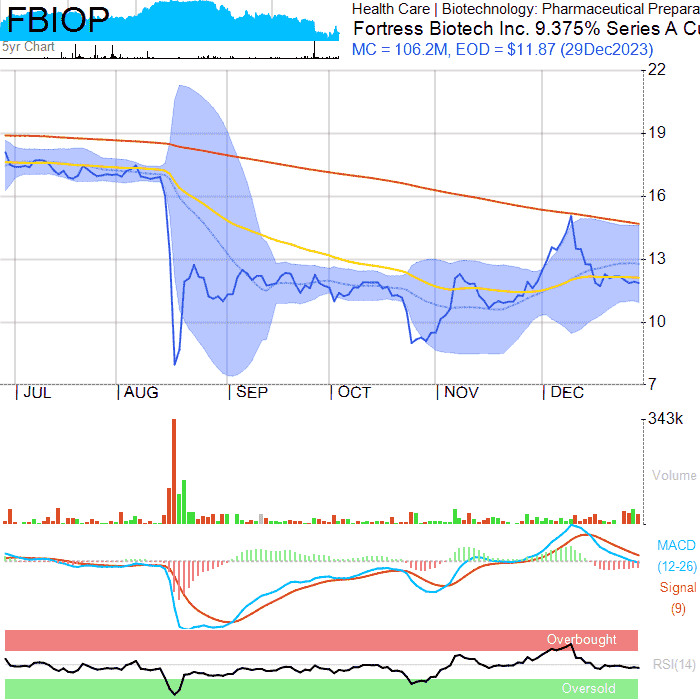 FBIOP
5yr Chart
Health Care | Biotechnology: Pharmaceutical Prepara
Fortress Biotech Inc. 9.375% Series A Cu
MC = 106.2M, EOD = $11.87 (29Dec2023)
22
19
16
13
10
7
JUL AUG SEP OCT NOV DEC
343k
Volume
MACD
(12-26)
Signal
(9)
Overbought
RSI(14)
Oversold